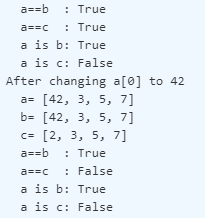 a==b  : True
a==c  : True
a is b: True
a is c: False
After changing a[0] to 42
a= [42, 3, 5, 7]
b= [42, 3, 5, 7]
c= [2, 3, 5, 7]
a==b  : True
a==c  : False
a is b: True
a is c: False